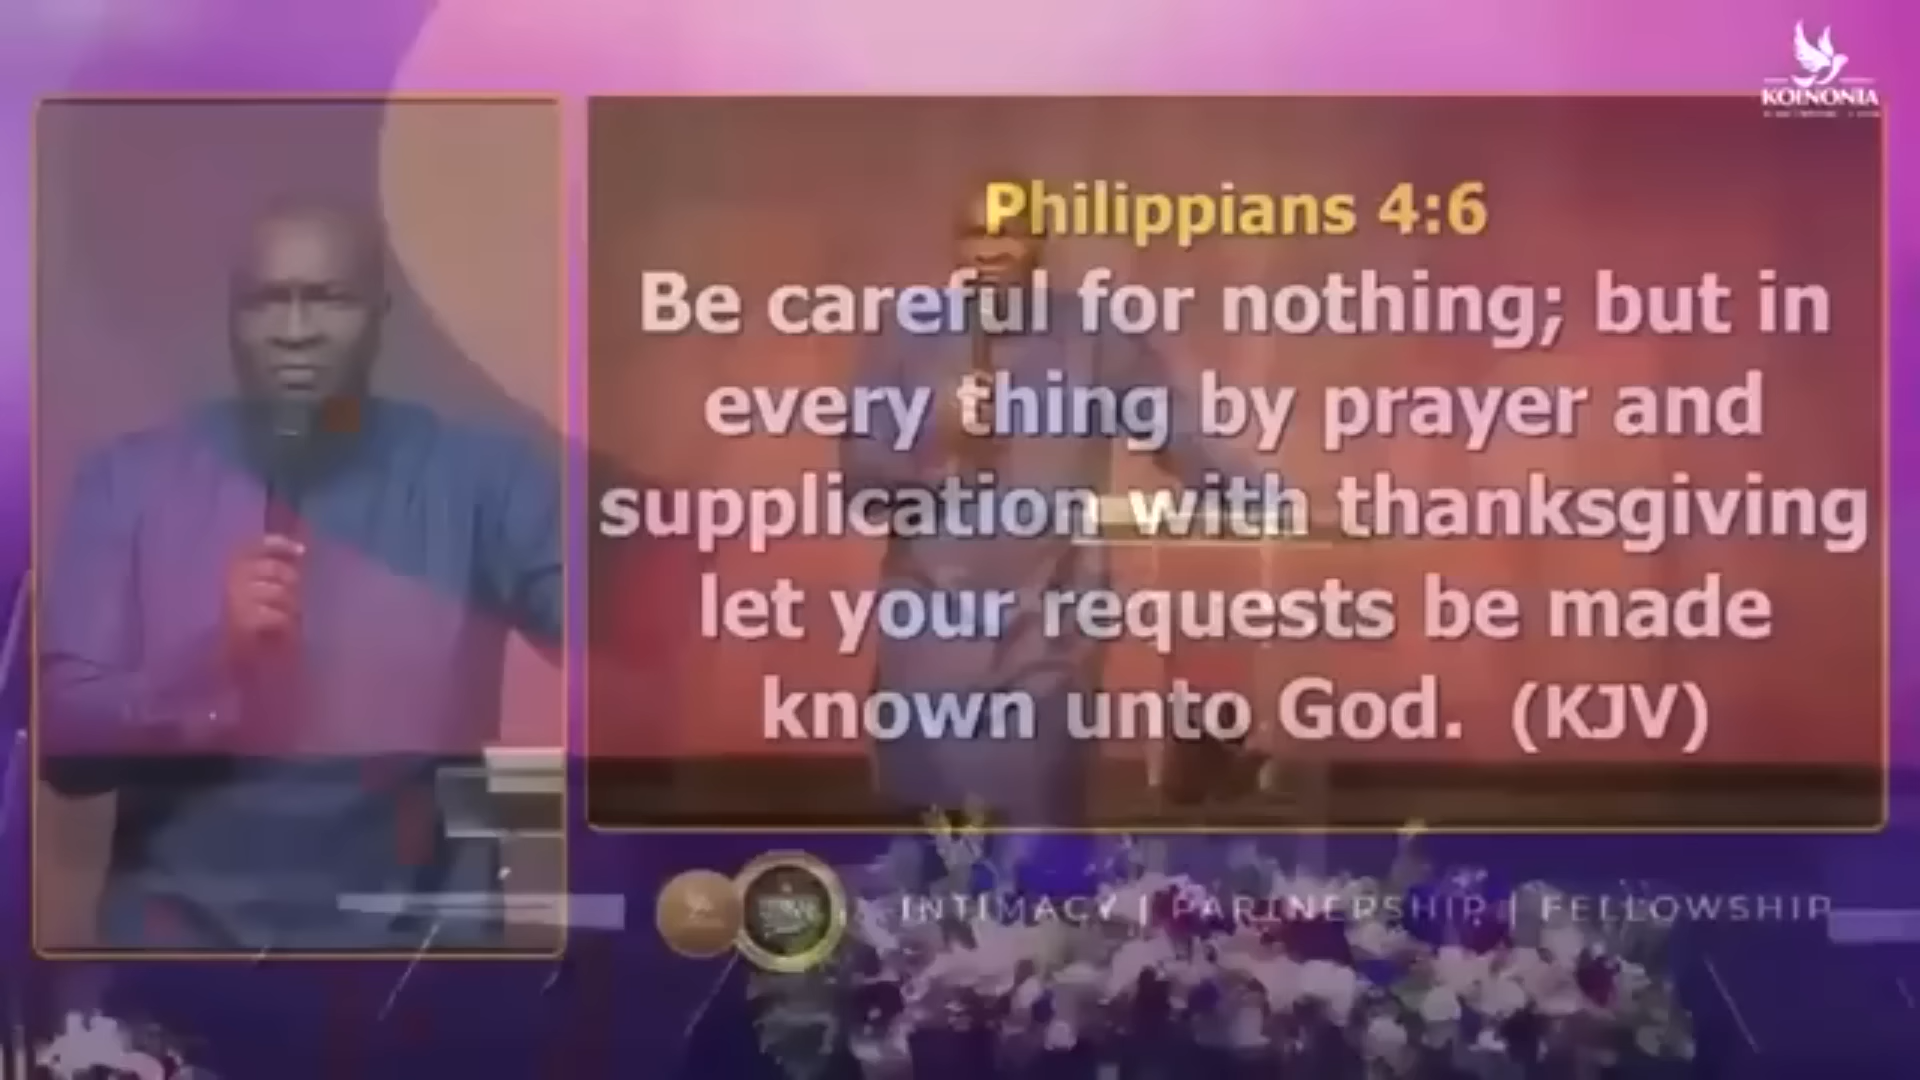 KOINONIA
Philippians 4:6
Be careful for nothing; but in
every thing by prayer and
supplication with thanksgiving
let your requests be made
known unto God. (KJV)
INTIMACY | PARTNERSHIP | FELLOWSHIP